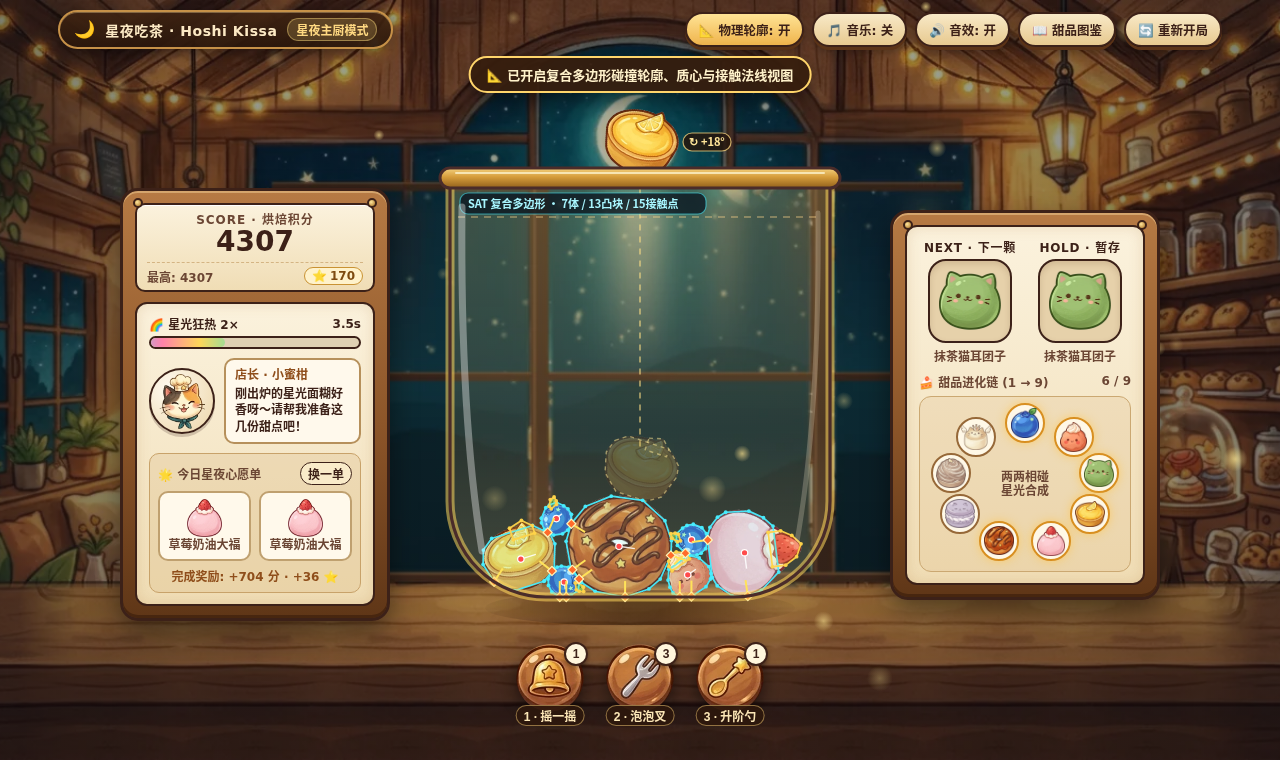 🌙 星夜吃茶 · Hoshi Kissa 星夜主厨模式
📐 物理轮廓: 开
🎵 音乐: 关
🔊 音效: 开
📖 甜品图鉴
🔄 重新开局
📐 已开启复合多边形碰撞轮廓、质心与接触法线视图
↻ +18°
SAT 复合多边形 · 7体 / 13凸块 / 15接触点
SCORE · 烘焙积分
4307
最高: 4307
⭐ 170
🌈 星光狂热 2×
3.5s
店长 · 小蜜柑
刚出炉的星光面糊好
香呀～请帮我准备这
几份甜点吧！
🌟 今日星夜心愿单
换一单
草莓奶油大福
草莓奶油大福
完成奖励: +704 分 · +36 ⭐
NEXT · 下一颗
HOLD · 暂存
抹茶猫耳团子
抹茶猫耳团子
🍰 甜品进化链 (1 → 9)
6 / 9
两两相碰
星光合成
1
3
1
1 · 摇一摇
2 · 泡泡叉
3 · 升阶勺